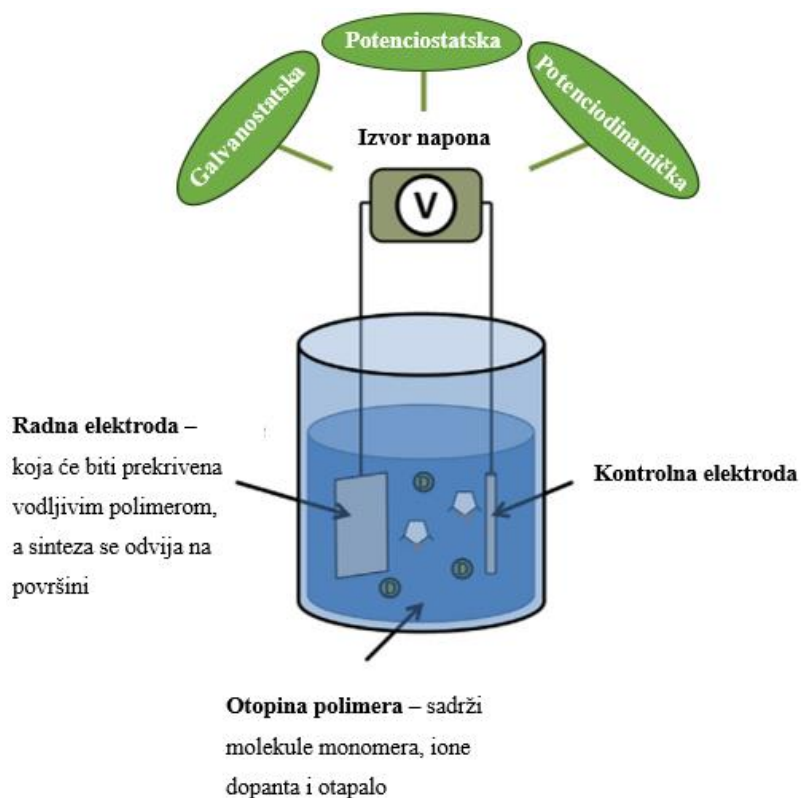 Potenciostatska
Galvanostatska
Potenciodinamička
Izvor napona
V
Radna elektroda –
koja će biti prekrivena
vodljivim polimerom,
a sinteza se odvija na
površini
Kontrolna elektroda
D
D
D
Otopina polimera – sadrži
molekule monomera, ione
dopanta i otapalo